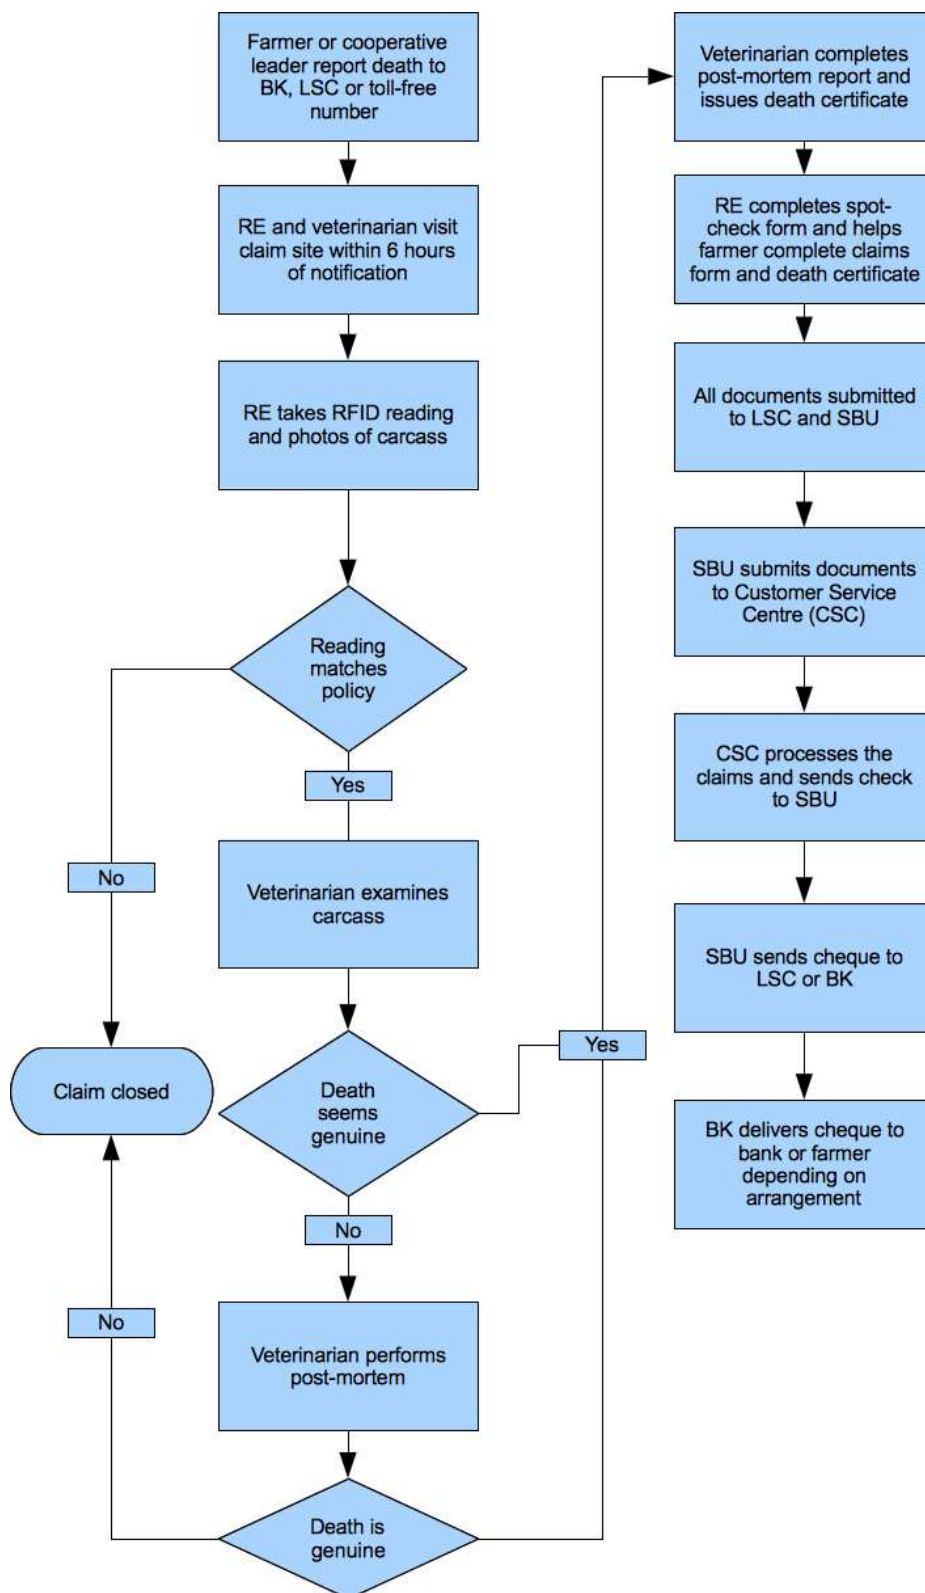 Farmer or cooperative
leader report death to
BK, LSC or toll-free
number
RE and veterinarian visit
claim site within 6 hours
of notification
RE takes RFID reading
and photos of carcass
Reading
matches
policy
Yes
No
Veterinarian examines
carcass
Claim closed
Death
seems
genuine
Yes
No
Veterinarian performs
post-mortem
No
Death is
genuine
Veterinarian completes
post-mortem report and
issues death certificate
RE completes spot-
check form and helps
farmer complete claims
form and death certificate
All documents submitted
to LSC and SBU
SBU submits documents
to Customer Service
Centre (CSC)
CSC processes the
claims and sends check
to SBU
SBU sends cheque to
LSC or BK
BK delivers cheque to
bank or farmer
depending on
arrangement